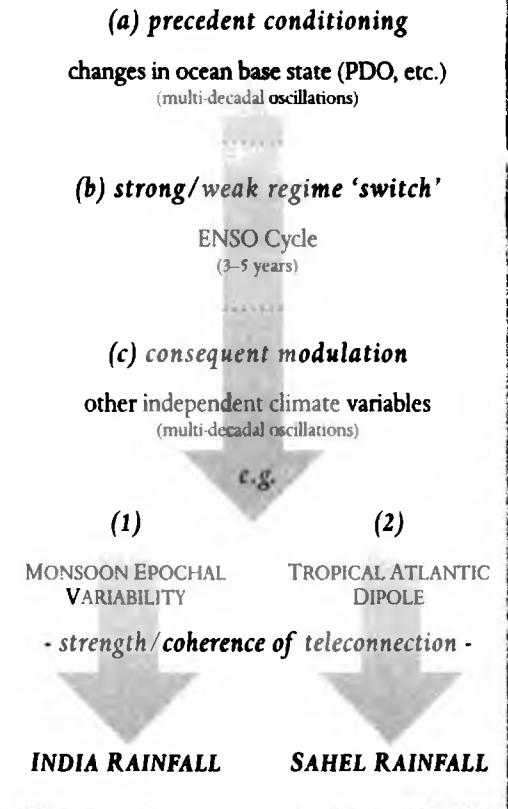 (a) precedent conditioning
changes in ocean base state (PDO, etc.)
(multi-decadal oscillations)
(b) strong/weak regime ‘switch’
ENSO Cycle
(3–5 years)
(c) consequent modulation
other independent climate variables
(multi-decadal oscillations)
e.g.
(1)
MONSOON EPOCHAL
VARIABILITY
(2)
TROPICAL ATLANTIC
DIPOLE
- strength/coherence of teleconnection -
INDIA RAINFALL
SAHEL RAINFALL